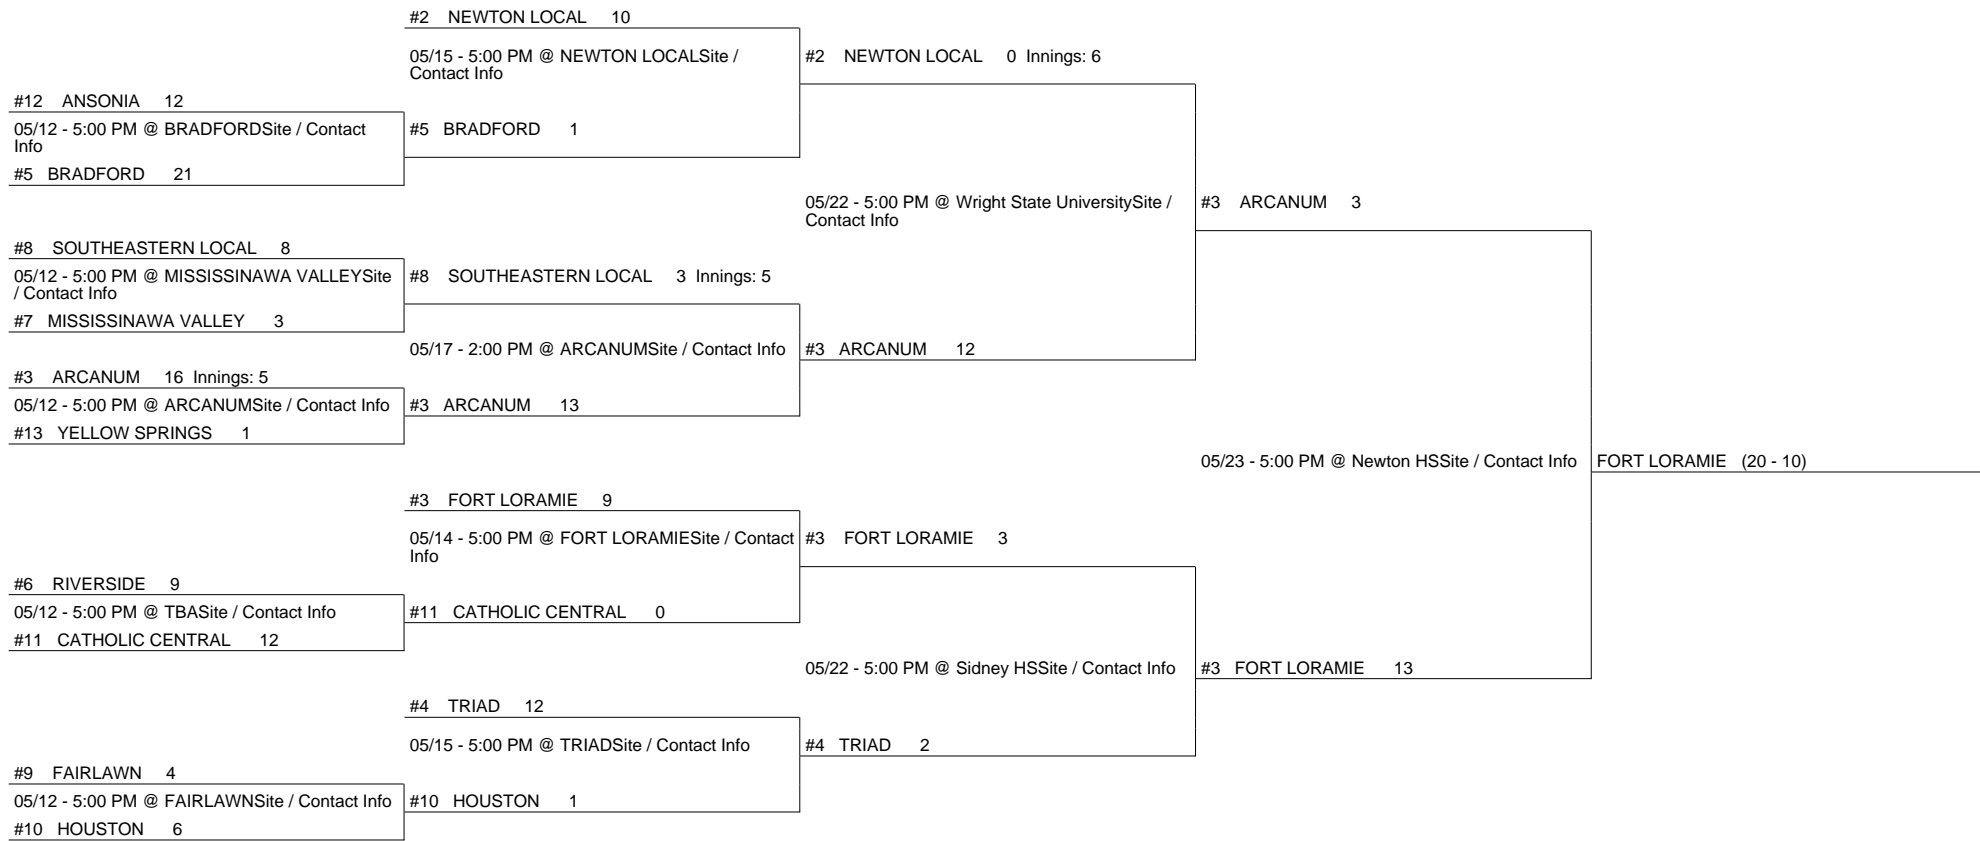 #2 NEWTON LOCAL 10
05/15 - 5:00 PM @ NEWTON LOCALSite /
Contact Info
#2 NEWTON LOCAL 0 Innings: 6
#12 ANSONIA 12
05/12 - 5:00 PM @ BRADFORDSite / Contact
Info
#5 BRADFORD 1
#5 BRADFORD 21
05/22 - 5:00 PM @ Wright State UniversitySite /
Contact Info
#3 ARCANUM 3
#8 SOUTHEASTERN LOCAL 8
05/12 - 5:00 PM @ MISSISSINAWA VALLEYSite
/ Contact Info
#8 SOUTHEASTERN LOCAL 3 Innings: 5
#7 MISSISSINAWA VALLEY 3
05/17 - 2:00 PM @ ARCANUMSite / Contact Info
#3 ARCANUM 12
#3 ARCANUM 16 Innings: 5
05/12 - 5:00 PM @ ARCANUMSite / Contact Info
#3 ARCANUM 13
#13 YELLOW SPRINGS 1
05/23 - 5:00 PM @ Newton HSSite / Contact Info
FORT LORAMIE (20 - 10)
#3 FORT LORAMIE 9
05/14 - 5:00 PM @ FORT LORAMIESite / Contact
Info
#3 FORT LORAMIE 3
#6 RIVERSIDE 9
05/12 - 5:00 PM @ TBASite / Contact Info
#11 CATHOLIC CENTRAL 0
#11 CATHOLIC CENTRAL 12
05/22 - 5:00 PM @ Sidney HSSite / Contact Info
#3 FORT LORAMIE 13
#4 TRIAD 12
05/15 - 5:00 PM @ TRIADSite / Contact Info
#4 TRIAD 2
#9 FAIRLAWN 4
05/12 - 5:00 PM @ FAIRLAWNSite / Contact Info
#10 HOUSTON 1
#10 HOUSTON 6